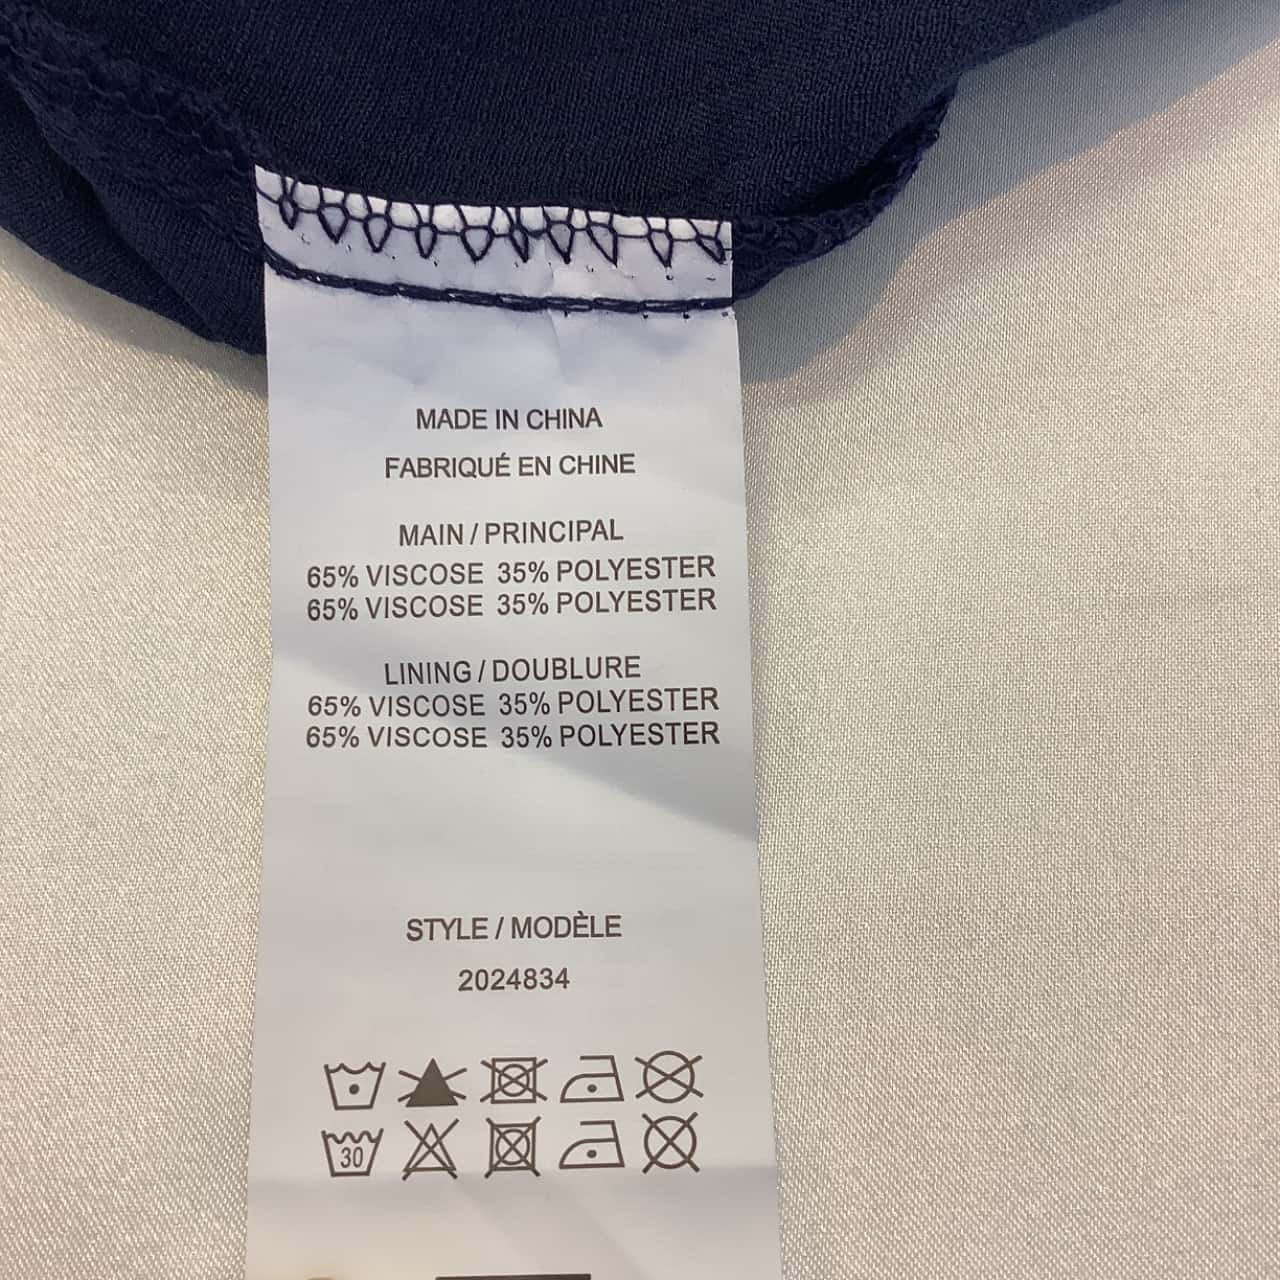 MADE IN CHINA
FABRIQUÉ EN CHINE
MAIN / PRINCIPAL
65% VISCOSE 35% POLYESTER
65% VISCOSE 35% POLYESTER
LINING / DOUBLURE
65% VISCOSE 35% POLYESTER
65% VISCOSE 35% POLYESTER
STYLE / MODÈLE
2024834
30